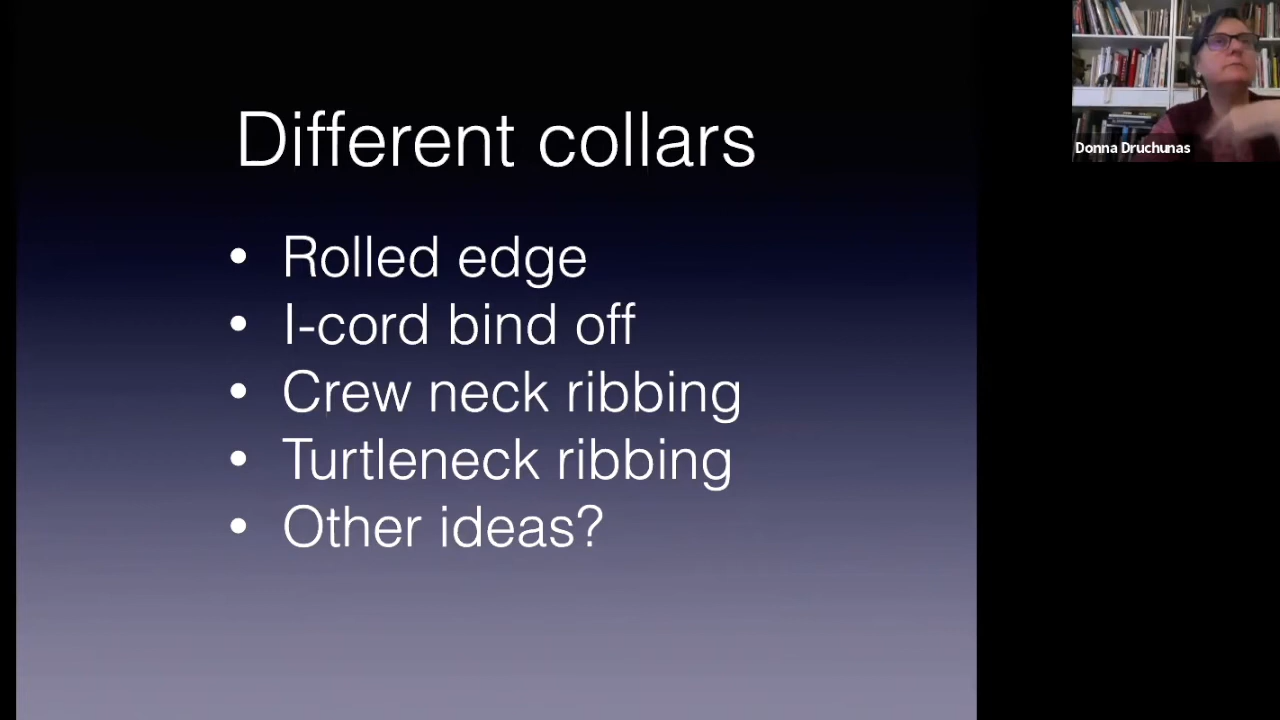 Different collars
• Rolled edge
• I-cord bind off
• Crew neck ribbing
• Turtleneck ribbing
• Other ideas?
Donna Druchunas